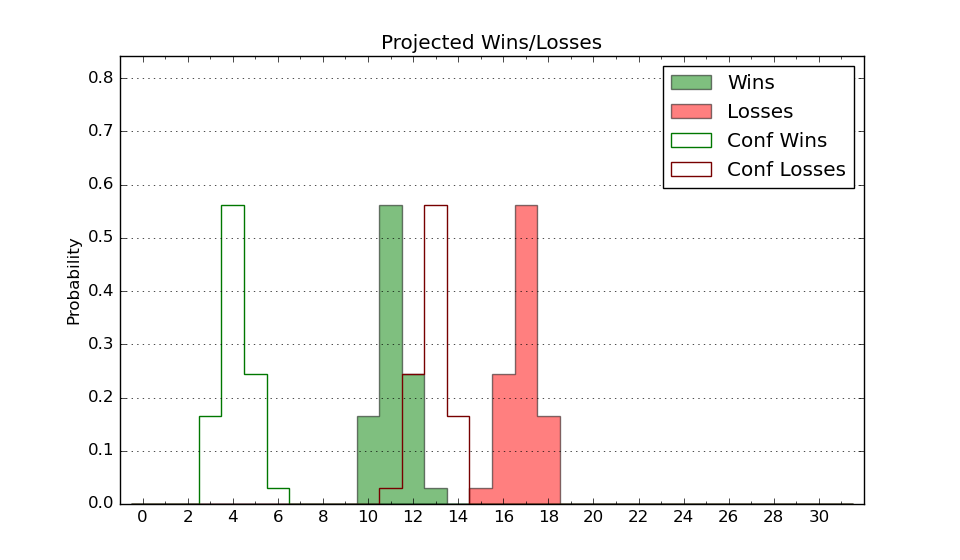 Projected Wins/Losses
Wins
Losses
Conf Wins
Conf Losses
Probability
0.8
0.7
0.6
0.5
0.4
0.3
0.2
0.1
0.0
0 2 4 6 8 10 12 14 16 18 20 22 24 26 28 30